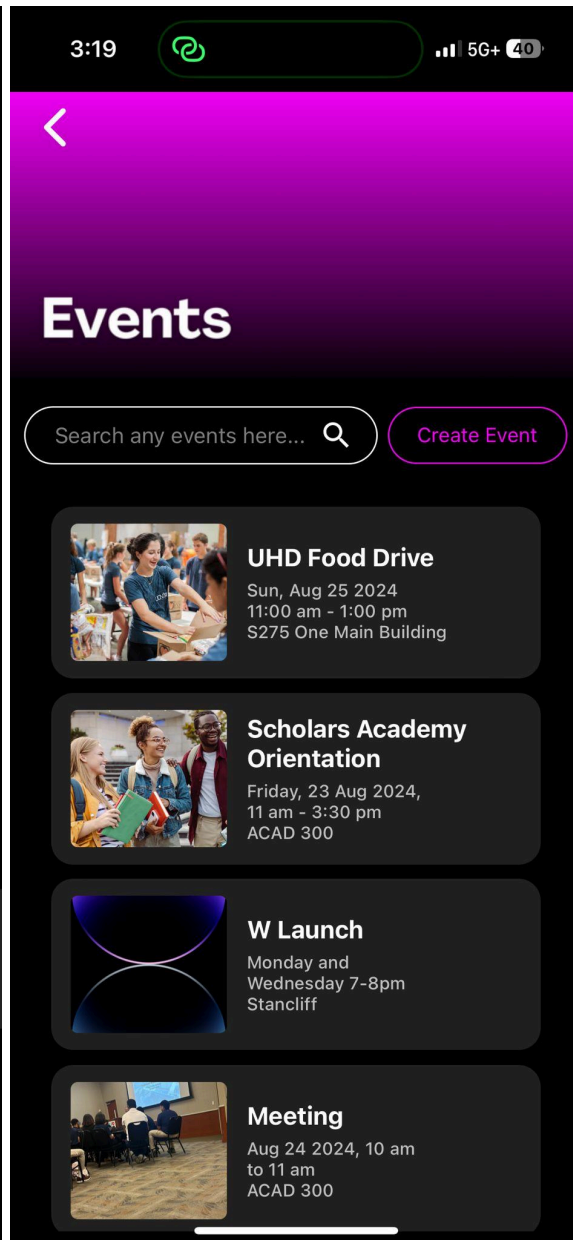 3:19
5G+ 40
Events
Search any events here...
Create Event
UHD Food Drive
Sun, Aug 25 2024
11:00 am - 1:00 pm
S275 One Main Building
Scholars Academy
Orientation
Friday, 23 Aug 2024,
11 am - 3:30 pm
ACAD 300
W Launch
Monday and
Wednesday 7-8pm
Stancliff
Meeting
Aug 24 2024, 10 am
to 11 am
ACAD 300